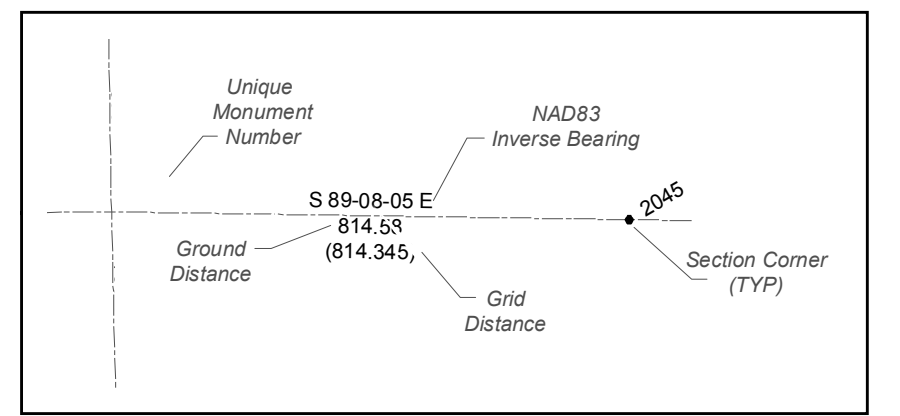 Unique
Monument
Number
NAD83
Inverse Bearing
S 89-08-05 E
814.58
(814.345,
2045
Ground
Distance
Grid
Distance
Section Corner
(TYP)